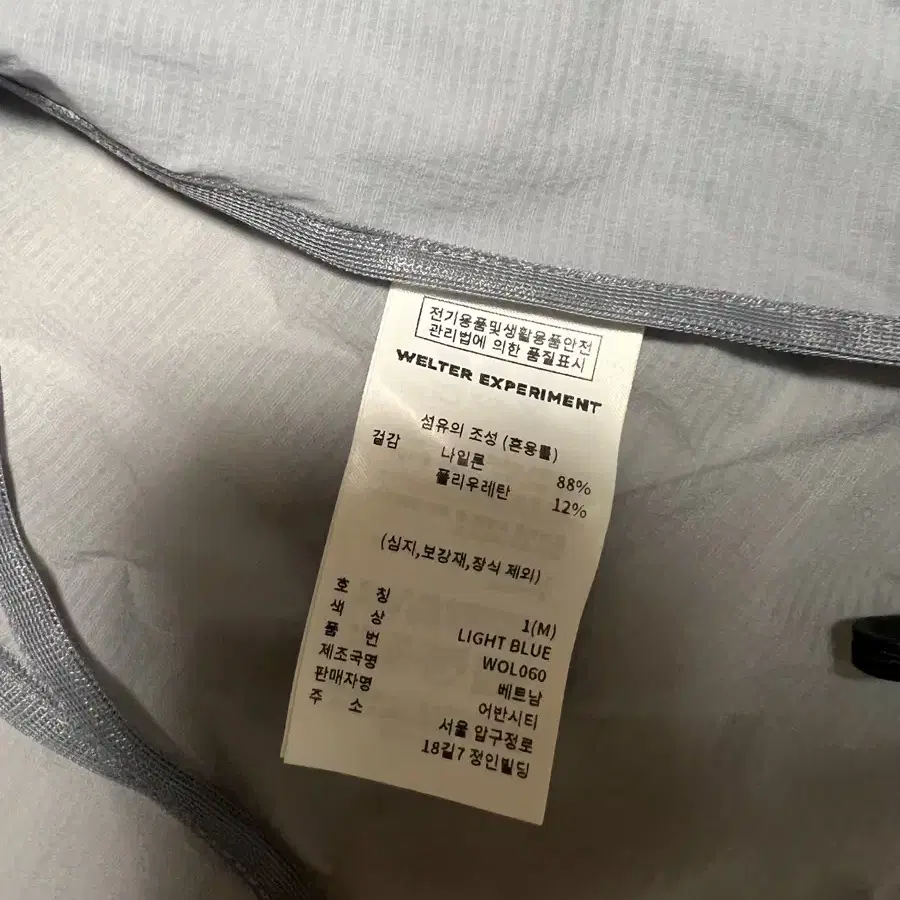 전기용품및생활용품안전
관리법에 의한 품질표시
WELTER EXPERIMENT
섬유의 조성 (혼용률)
겉감 나일론 88%
폴리우레탄 12%
(심지,보강재,장식 제외)
호 칭 1(M)
색 상 LIGHT BLUE
품 번 WOL060
제조국명 베트남
판매자명 어반시티
주 소 서울 압구정로
18길7 정인빌딩